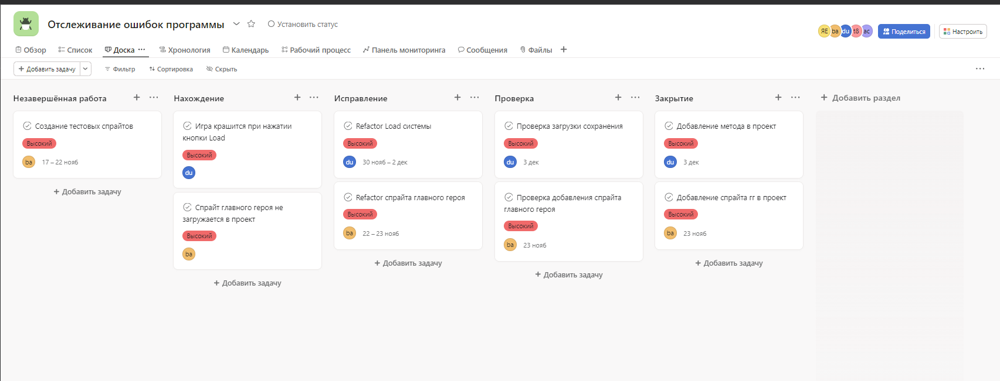 Отслеживание ошибок программы
Установить статус
ЯЕ ba du t8 ac
Поделиться
Настроить
Обзор Список Доска Хронология Календарь Рабочий процесс Панель мониторинга Сообщения Файлы
Добавить задачу Фильтр Сортировка Скрыть
Незавершённая работа
Создание тестовых спрайтов
Высокий
ba 17 – 22 нояб
+ Добавить задачу
Нахождение
Игра крашится при нажатии
кнопки Load
Высокий
du
Спрайт главного героя не
загружается в проект
Высокий
ba
+ Добавить задачу
Исправление
Refactor Load системы
Высокий
du 30 нояб – 2 дек
Refactor спрайта главного героя
Высокий
ba 22 – 23 нояб
+ Добавить задачу
Проверка
Проверка загрузки сохранения
Высокий
du 3 дек
Проверка добавления спрайта
главного героя
Высокий
ba 23 нояб
+ Добавить задачу
Закрытие
Добавление метода в проект
Высокий
du 3 дек
Добавление спрайта гг в проект
Высокий
ba 23 нояб
+ Добавить задачу
+ Добавить раздел